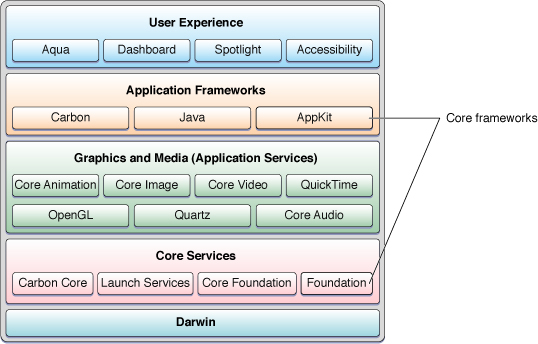 User Experience
Aqua Dashboard Spotlight Accessibility
Application Frameworks
Carbon Java AppKit
Core frameworks
Graphics and Media (Application Services)
Core Animation Core Image Core Video QuickTime
OpenGL Quartz Core Audio
Core Services
Carbon Core Launch Services Core Foundation Foundation
Darwin